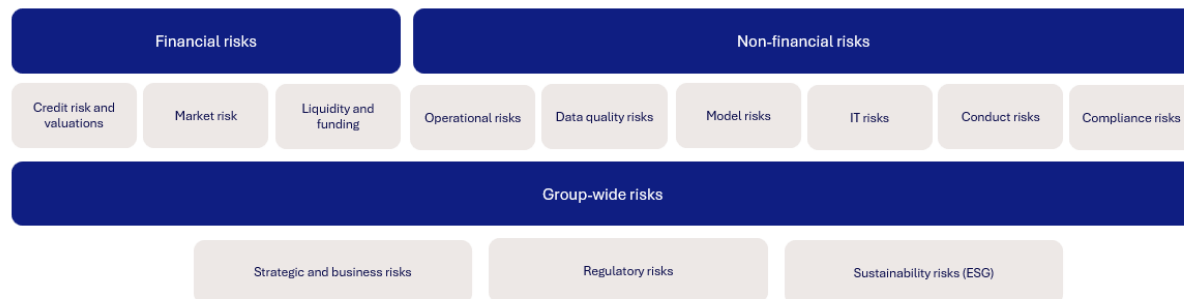 Financial risks
Non-financial risks
Credit risk and
valuations
Market risk
Liquidity and
funding
Operational risks
Data quality risks
Model risks
IT risks
Conduct risks
Compliance risks
Group-wide risks
Strategic and business risks
Regulatory risks
Sustainability risks (ESG)